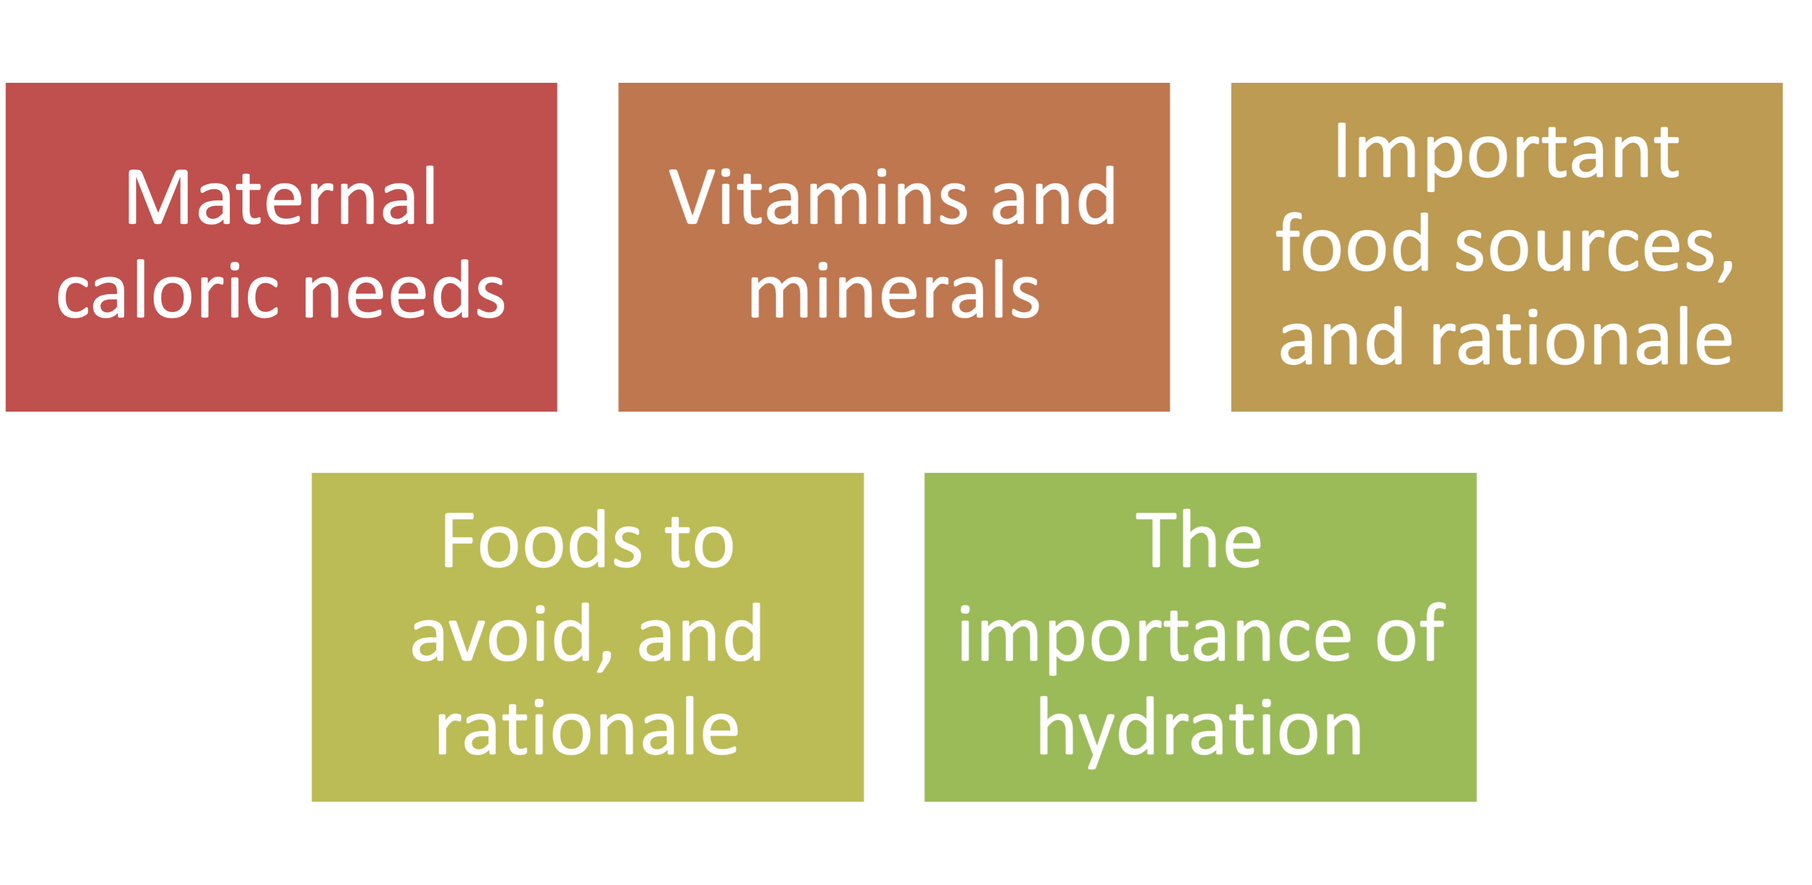 Maternal
caloric needs
Vitamins and
minerals
Important
food sources,
and rationale
Foods to
avoid, and
rationale
The
importance of
hydration